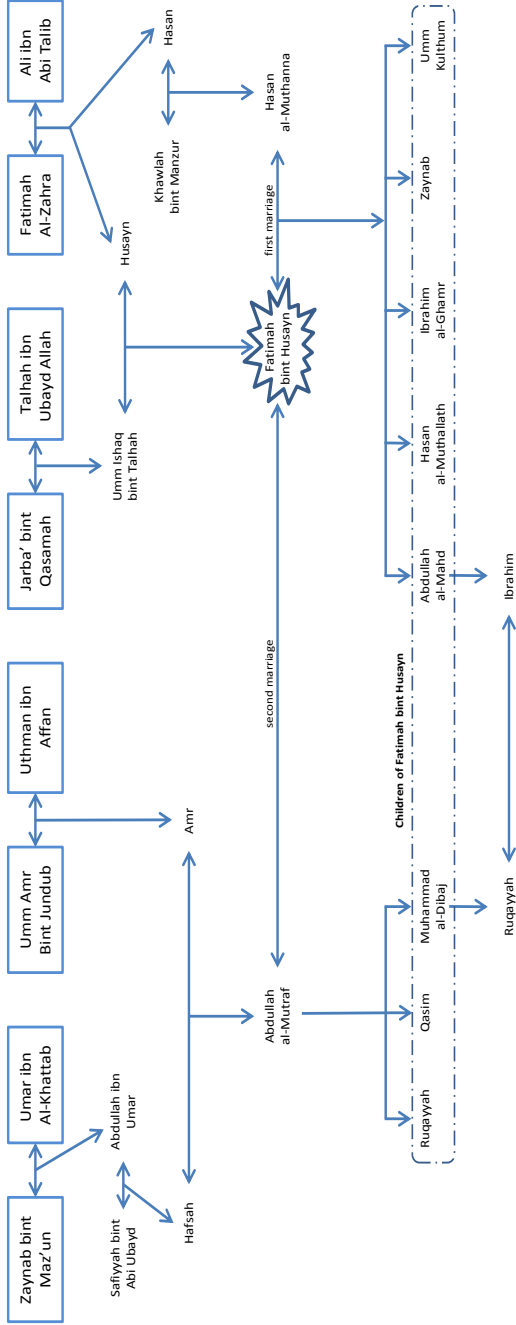 Zaynab bint
Maz'un
Umar ibn
Al-Khattab
Umm Amr
Bint Jundub
Uthman ibn
Affan
Jarba' bint
Qasamah
Talhah ibn
Ubayd Allah
Fatimah
Al-Zahra
Ali ibn
Abi Talib
Safiyyah bint
Abi Ubayd
Abdullah ibn
Umar
Umm Ishaq
bint Talhah
Husayn
Hasan
Khawlah
bint Manzur
Hafsah
Amr
Abdullah
al-Mutraf
second marriage
Fatimah
bint Husayn
first marriage
Hasan
al-Muthanna
Children of Fatimah bint Husayn
Ruqayyah
Qasim
Muhammad
al-Dibaj
Abdullah
al-Mahd
Hasan
al-Muthallath
Ibrahim
al-Ghamr
Zaynab
Umm
Kulthum
Ruqayyah
Ibrahim